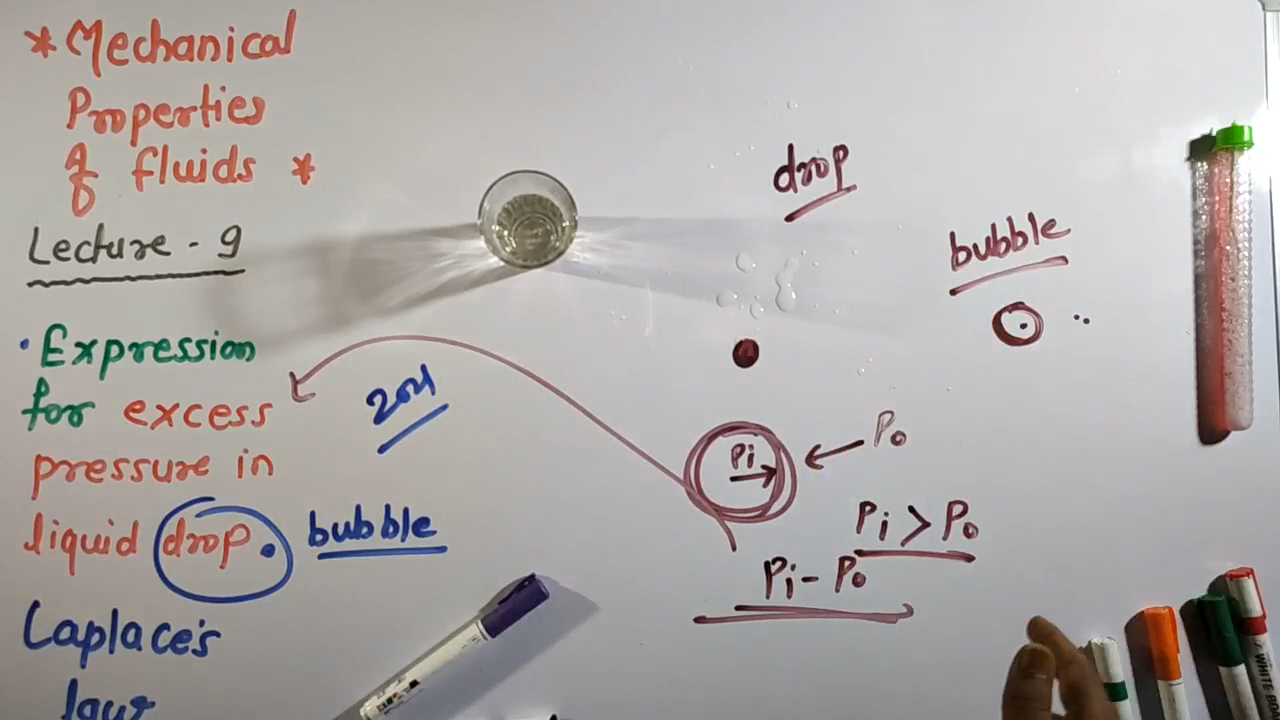 * Mechanical
Properties
of fluids *
Lecture - 9
· Expression
for excess
pressure in
liquid drop.
bubble
Laplace's
law
drop
bubble
Pi
Po
Pi > Po
Pi - Po